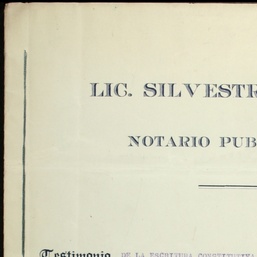 LIC. SILVESTR
NOTARIO PUB
Testimonio DE LA ESCRITURA CONSTITUTIVA